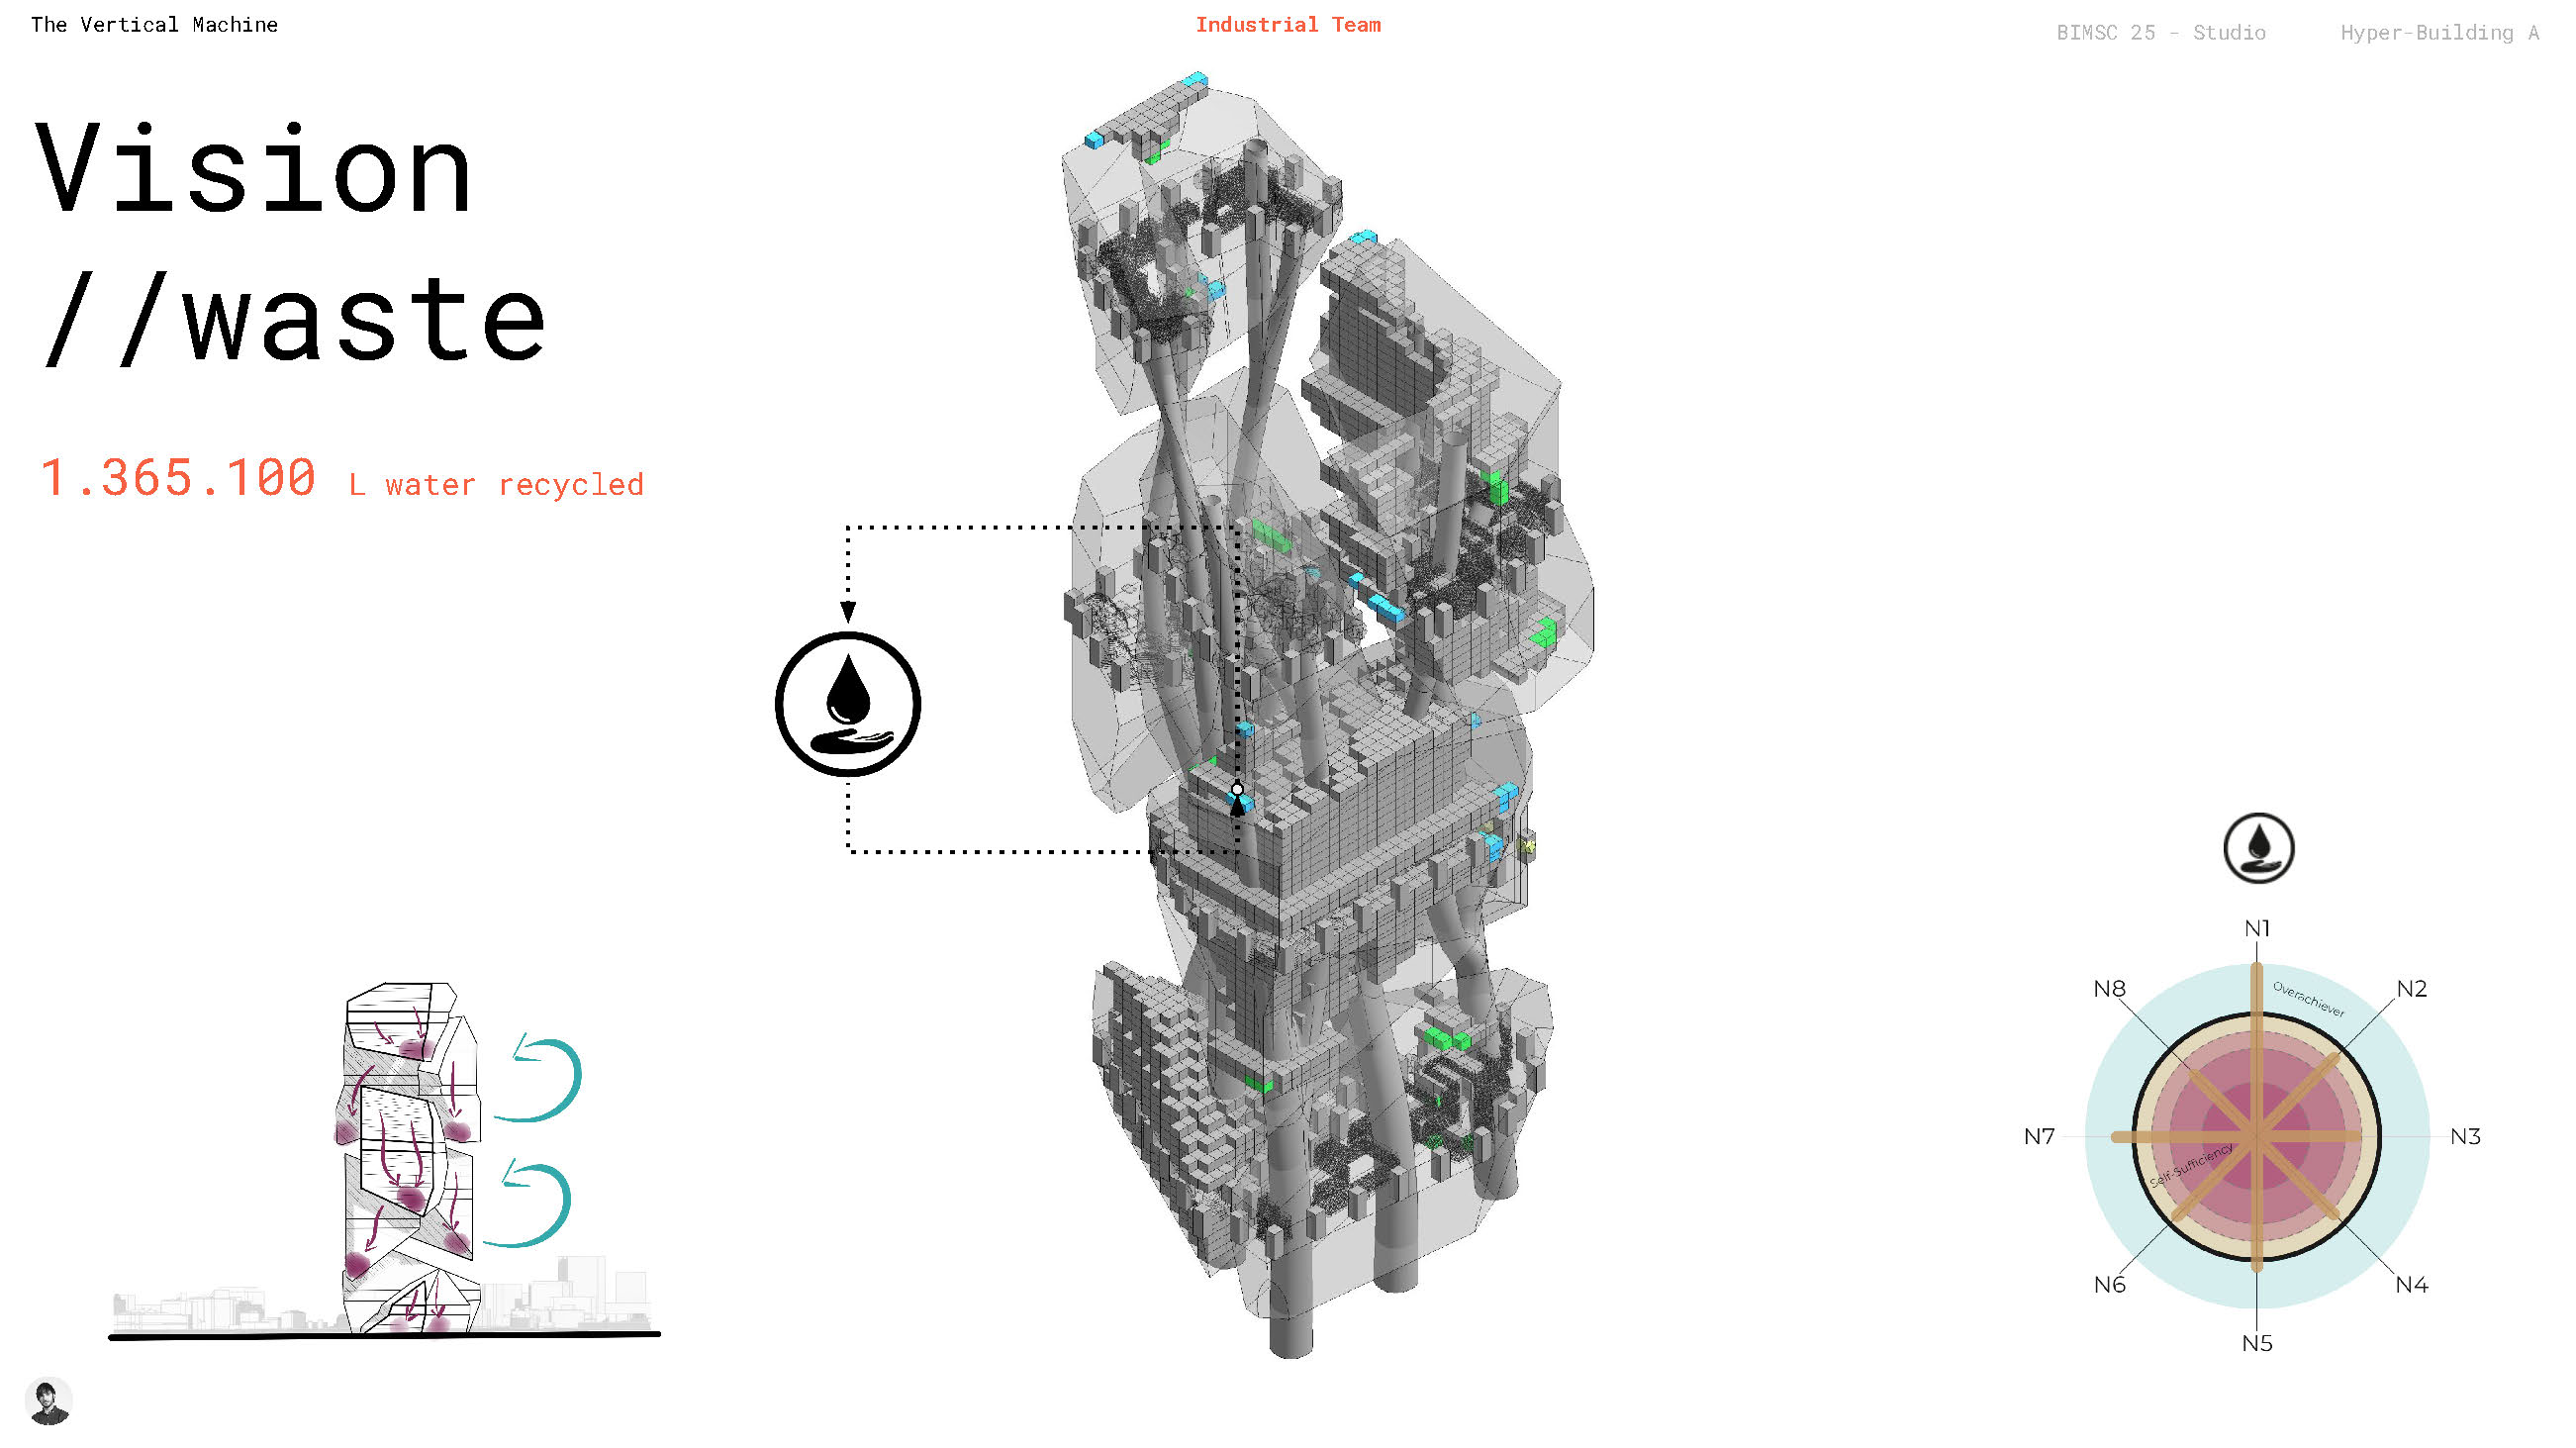 The Vertical Machine
Industrial Team
BIMSC 25 - Studio
Hyper-Building A
Vision
//waste
1.365.100 L water recycled
N1
N8
N2
Overachiever
N7
N3
Self-Sufficiency
N6
N4
N5